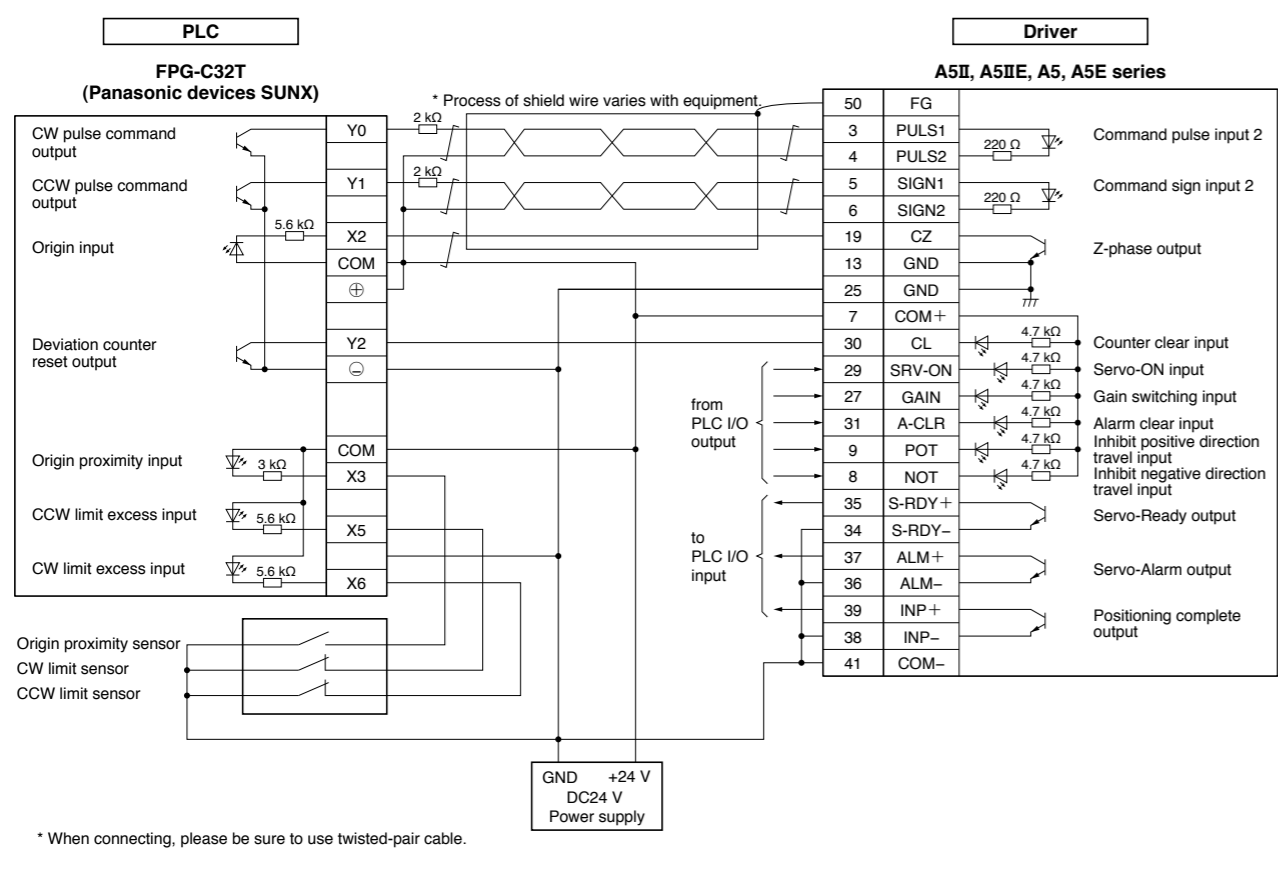 PLC
Driver
FPG-C32T
(Panasonic devices SUNX)
A5Ⅱ, A5ⅡE, A5, A5E series
* Process of shield wire varies with equipment.
CW pulse command
output
CCW pulse command
output
Origin input
Deviation counter
reset output
Origin proximity input
CCW limit excess input
CW limit excess input
5.6 kΩ
3 kΩ
5.6 kΩ
5.6 kΩ
Y0
Y1
X2
COM
⊕
Y2
⊖
COM
X3
X5
X6
2 kΩ
2 kΩ
from
PLC I/O
output
to
PLC I/O
input
50 FG
3 PULS1
4 PULS2
5 SIGN1
6 SIGN2
19 CZ
13 GND
25 GND
7 COM+
30 CL
29 SRV-ON
27 GAIN
31 A-CLR
9 POT
8 NOT
35 S-RDY+
34 S-RDY−
37 ALM+
36 ALM−
39 INP+
38 INP−
41 COM−
220 Ω
220 Ω
4.7 kΩ
4.7 kΩ
4.7 kΩ
4.7 kΩ
4.7 kΩ
4.7 kΩ
Command pulse input 2
Command sign input 2
Z-phase output
Counter clear input
Servo-ON input
Gain switching input
Alarm clear input
Inhibit positive direction
travel input
Inhibit negative direction
travel input
Servo-Ready output
Servo-Alarm output
Positioning complete
output
Origin proximity sensor
CW limit sensor
CCW limit sensor
GND +24 V
DC24 V
Power supply
* When connecting, please be sure to use twisted-pair cable.